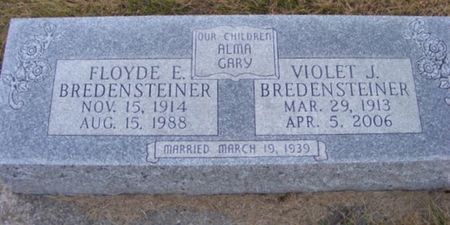 OUR CHILDREN
ALMA
GARY
FLOYDE E.
BREDENSTEINER
NOV. 15, 1914
AUG. 15, 1988
VIOLET J.
BREDENSTEINER
MAR. 29, 1913
APR. 5, 2006
MARRIED MARCH 19, 1939